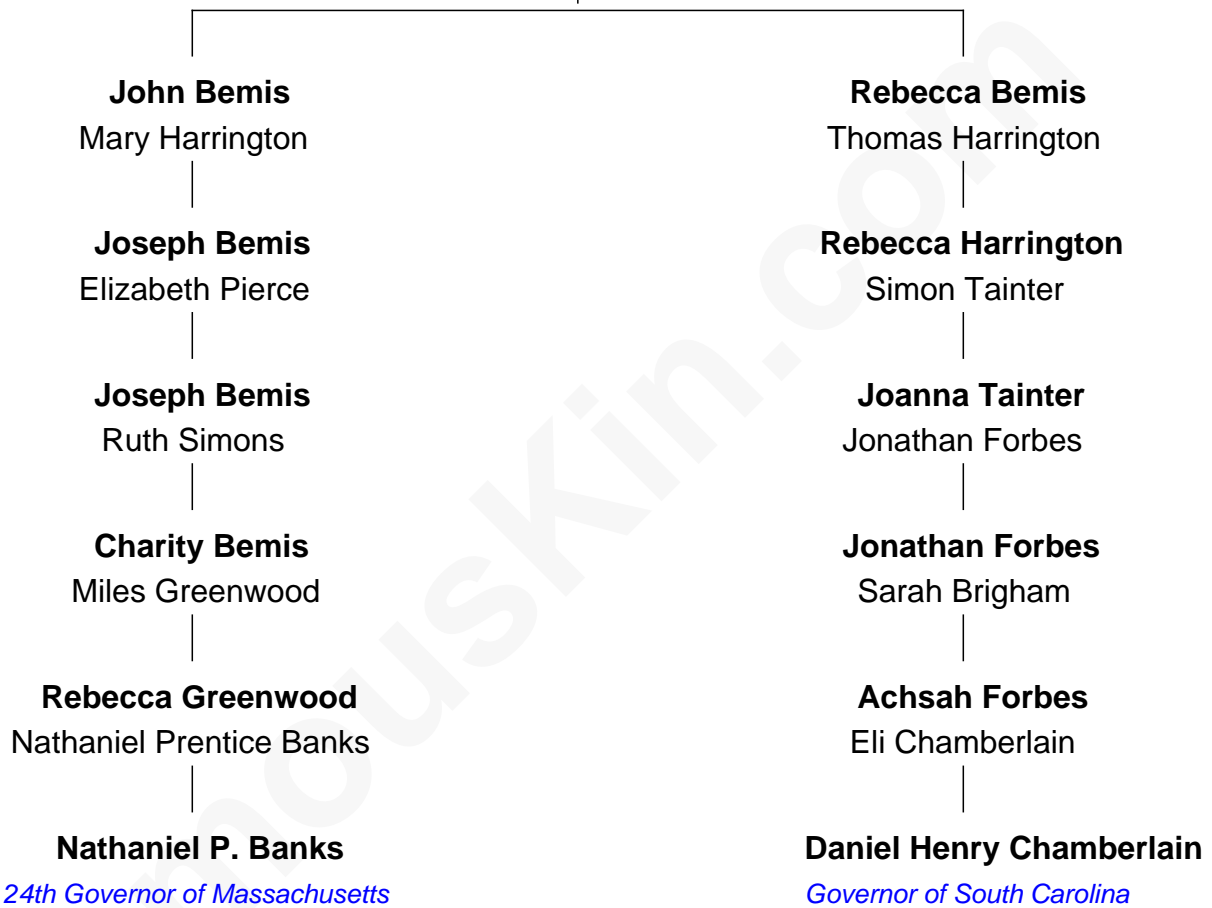 John Bemis
Mary Harrington
Rebecca Bemis
Thomas Harrington
Joseph Bemis
Elizabeth Pierce
Rebecca Harrington
Simon Tainter
Joseph Bemis
Ruth Simons
Joanna Tainter
Jonathan Forbes
Charity Bemis
Miles Greenwood
Jonathan Forbes
Sarah Brigham
Rebecca Greenwood
Nathaniel Prentice Banks
Achsah Forbes
Eli Chamberlain
Nathaniel P. Banks
24th Governor of Massachusetts
Daniel Henry Chamberlain
Governor of South Carolina
mousKin.com